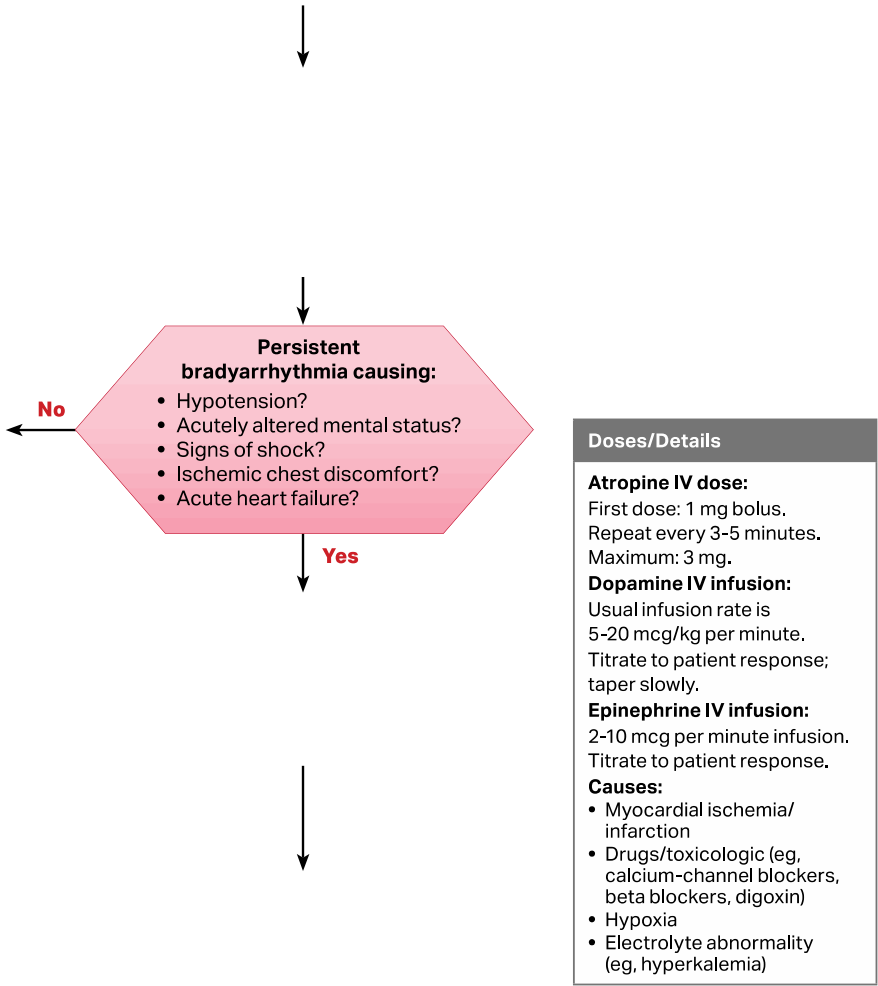 Persistent
bradyarrhythmia causing:
• Hypotension?
• Acutely altered mental status?
• Signs of shock?
• Ischemic chest discomfort?
• Acute heart failure?
No
Yes
Doses/Details
Atropine IV dose:
First dose: 1 mg bolus.
Repeat every 3-5 minutes.
Maximum: 3 mg.
Dopamine IV infusion:
Usual infusion rate is
5-20 mcg/kg per minute.
Titrate to patient response;
taper slowly.
Epinephrine IV infusion:
2-10 mcg per minute infusion.
Titrate to patient response.
Causes:
• Myocardial ischemia/
infarction
• Drugs/toxicologic (eg,
calcium-channel blockers,
beta blockers, digoxin)
• Hypoxia
• Electrolyte abnormality
(eg, hyperkalemia)